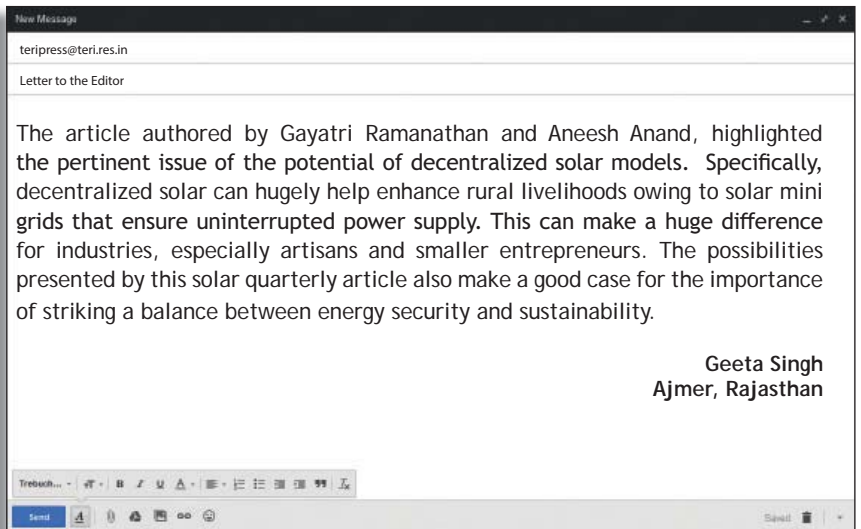 New Message
teripress@teri.res.in
Letter to the Editor
The article authored by Gayatri Ramanathan and Aneesh Anand, highlighted
the pertinent issue of the potential of decentralized solar models. Specifically,
decentralized solar can hugely help enhance rural livelihoods owing to solar mini
grids that ensure uninterrupted power supply. This can make a huge difference
for industries, especially artisans and smaller entrepreneurs. The possibilities
presented by this solar quarterly article also make a good case for the importance
of striking a balance between energy security and sustainability.
Geeta Singh
Ajmer, Rajasthan
Trebuch...
Send Saved